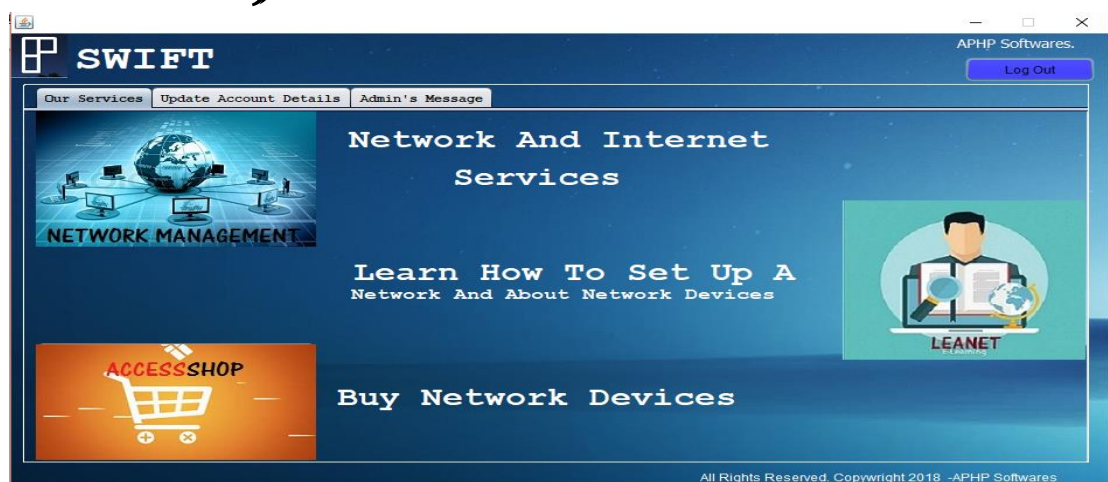 SWIFT
APHP Softwares.
Log Out
Our Services Update Account Details Admin's Message
NETWORK MANAGEMENT
Network And Internet
Services
Learn How To Set Up A
Network And About Network Devices
LEANET
E-Learning
ACCESSSHOP
Buy Network Devices
All Rights Reserved. Copywright 2018 -APHP Softwares